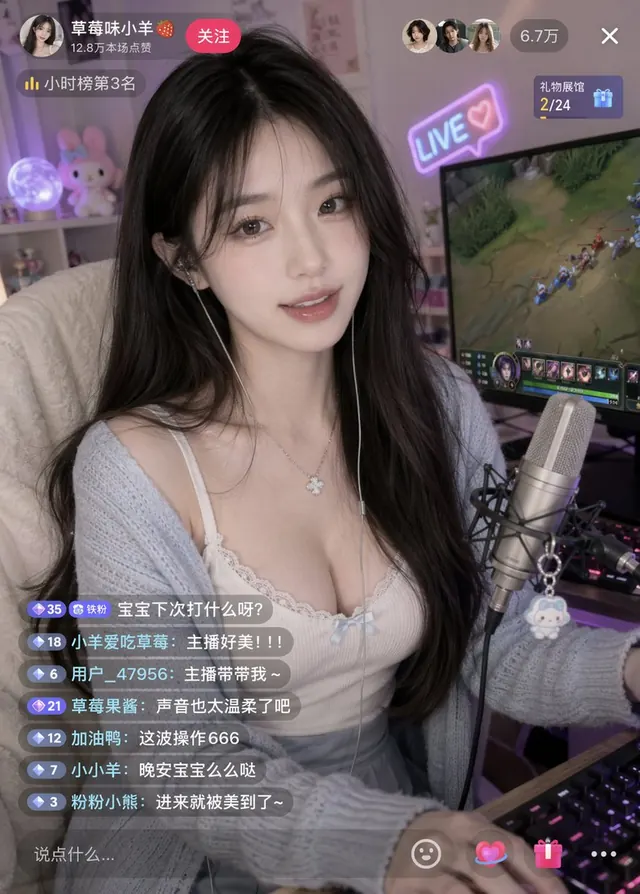 草莓味小羊🍓
12.8万本场点赞
关注
6.7万
小时榜第3名
礼物展馆
2/24
LIVE
35 铁粉 宝宝下次打什么呀?
18 小羊爱吃草莓：主播好美！！！
6 用户_47956：主播带带我~
21 草莓果酱：声音也太温柔了吧
12 加油鸭：这波操作666
7 小小羊：晚安宝宝么么哒
3 粉粉小熊：进来就被美到了~
说点什么...